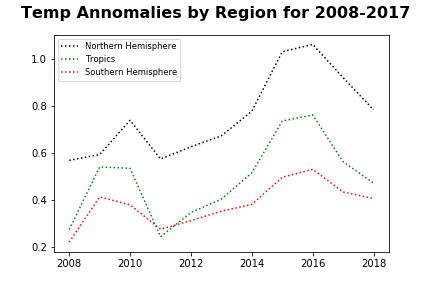 Temp Annomalies by Region for 2008-2017
Northern Hemisphere
Tropics
Southern Hemisphere
1.0
0.8
0.6
0.4
0.2
2008 2010 2012 2014 2016 2018